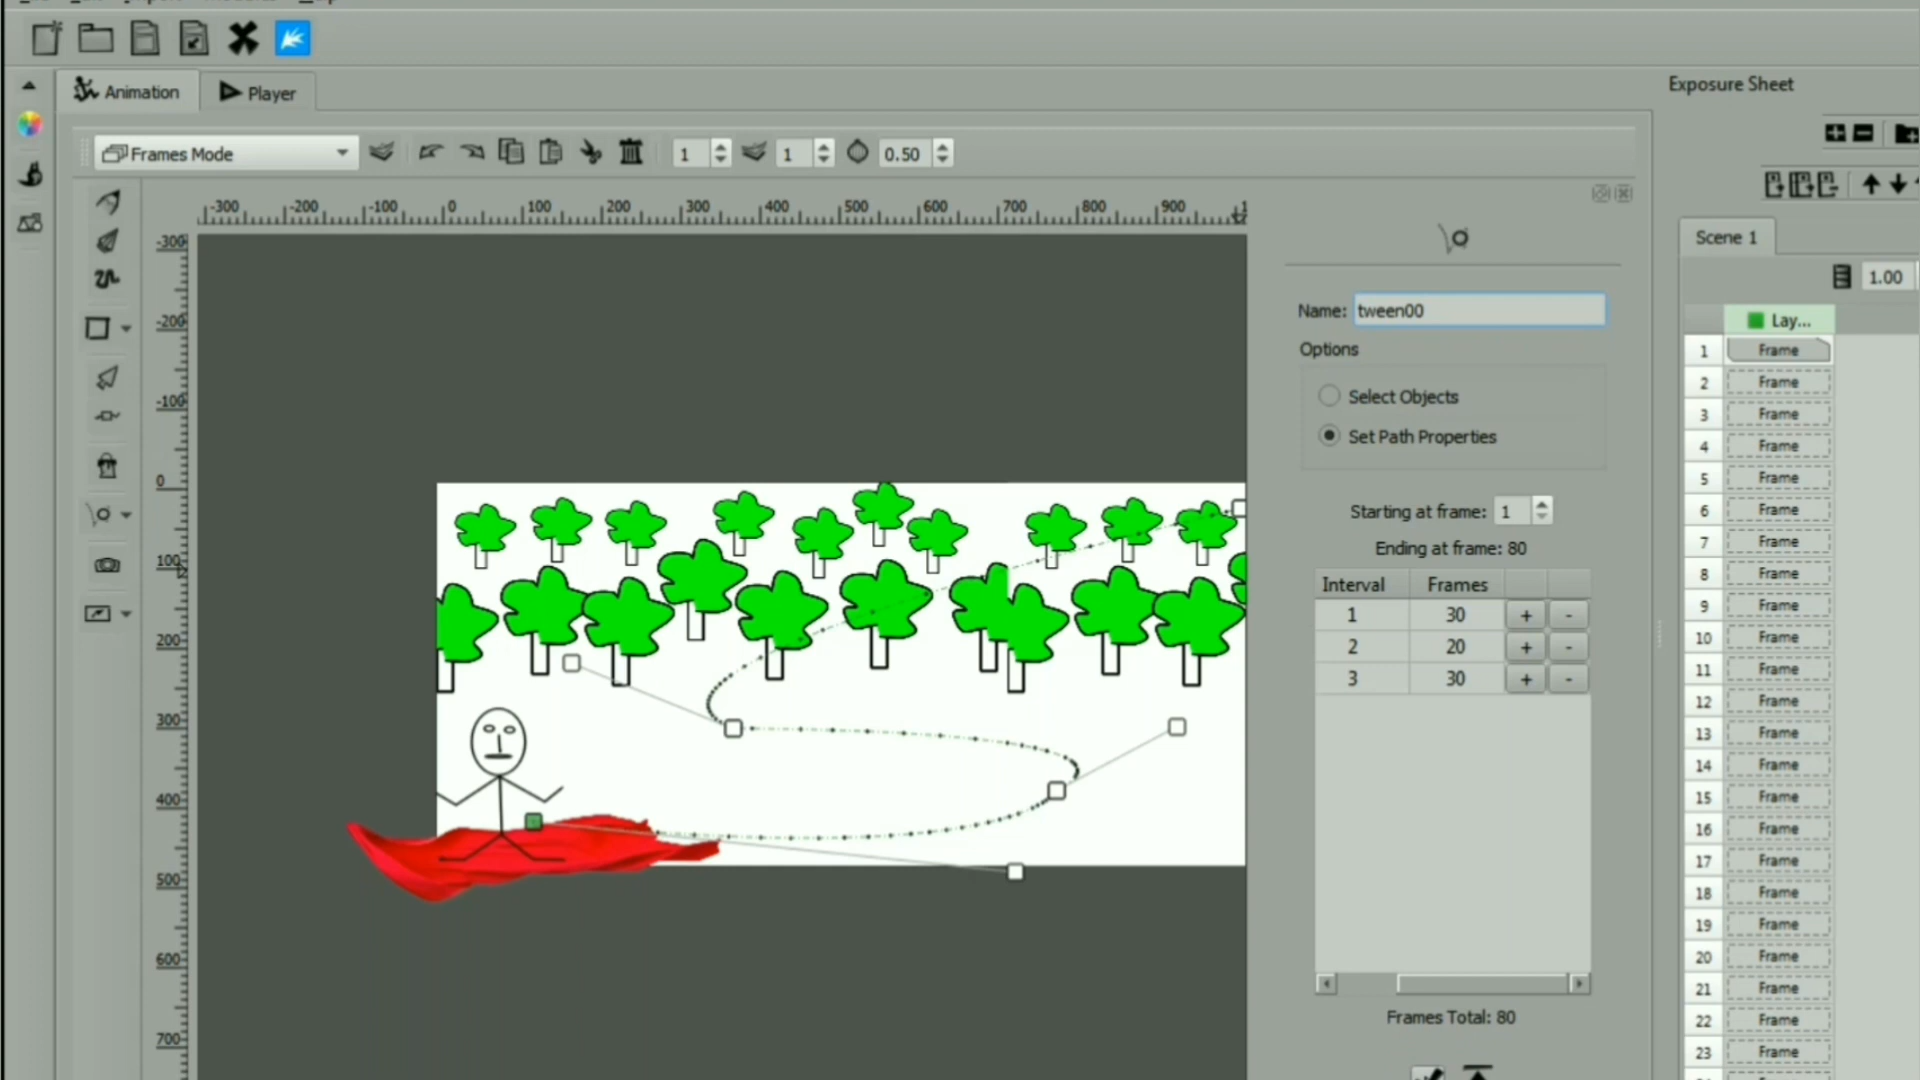 Animation
Player
Exposure Sheet
Frames Mode
1
1
0.50
-300 -200 -100 0 100 200 300 400 500 600 700 800 900
-300
-200
-100
0
100
200
300
400
500
600
700
Name: tween00
Options
Select Objects
Set Path Properties
Starting at frame: 1
Ending at frame: 80
Interval Frames
1 30 + -
2 20 + -
3 30 + -
Frames Total: 80
Scene 1
1.00
Lay...
1 Frame
2 Frame
3 Frame
4 Frame
5 Frame
6 Frame
7 Frame
8 Frame
9 Frame
10 Frame
11 Frame
12 Frame
13 Frame
14 Frame
15 Frame
16 Frame
17 Frame
18 Frame
19 Frame
20 Frame
21 Frame
22 Frame
23 Frame